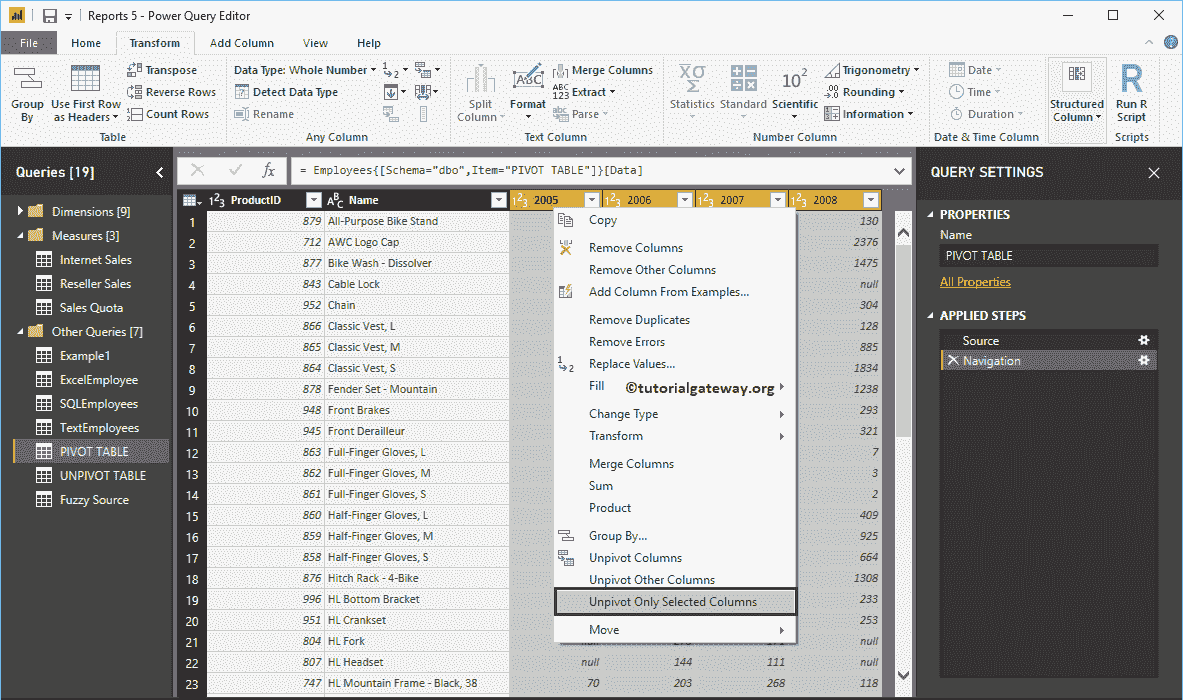 Reports 5 - Power Query Editor
File Home Transform Add Column View Help
Group By
Use First Row as Headers
Transpose
Reverse Rows
Count Rows
Table
Data Type: Whole Number
Detect Data Type
Rename
Any Column
Split Column
Format
Merge Columns
Extract
Parse
Text Column
Statistics
Standard
Scientific
Trigonometry
Rounding
Information
Number Column
Date
Time
Duration
Date & Time Column
Structured Column
Run R Script
Scripts
Queries [19]
Dimensions [9]
Measures [3]
Internet Sales
Reseller Sales
Sales Quota
Other Queries [7]
Example1
ExcelEmployee
SQLEmployees
TextEmployees
PIVOT TABLE
UNPIVOT TABLE
Fuzzy Source
= Employees{[Schema="dbo",Item="PIVOT TABLE"]}[Data]
ProductID Name 2005 2006 2007 2008
1 879 All-Purpose Bike Stand 130
2 712 AWC Logo Cap 2376
3 877 Bike Wash - Dissolver 1475
4 843 Cable Lock null
5 952 Chain 304
6 866 Classic Vest, L 128
7 865 Classic Vest, M 885
8 864 Classic Vest, S 1834
9 878 Fender Set - Mountain 1238
10 948 Front Brakes 293
11 945 Front Derailleur 321
12 863 Full-Finger Gloves, L 7
13 862 Full-Finger Gloves, M 3
14 861 Full-Finger Gloves, S 2
15 860 Half-Finger Gloves, L 409
16 859 Half-Finger Gloves, M 925
17 858 Half-Finger Gloves, S 664
18 876 Hitch Rack - 4-Bike 1308
19 996 HL Bottom Bracket 233
20 951 HL Crankset 253
21 804 HL Fork null
22 807 HL Headset null 144 111 null
23 747 HL Mountain Frame - Black, 38 70 203 268 118
Copy
Remove Columns
Remove Other Columns
Add Column From Examples...
Remove Duplicates
Remove Errors
Replace Values...
Fill
©tutorialgateway.org
Change Type
Transform
Merge Columns
Sum
Product
Group By...
Unpivot Columns
Unpivot Other Columns
Unpivot Only Selected Columns
Move
QUERY SETTINGS
PROPERTIES
Name
PIVOT TABLE
All Properties
APPLIED STEPS
Source
Navigation